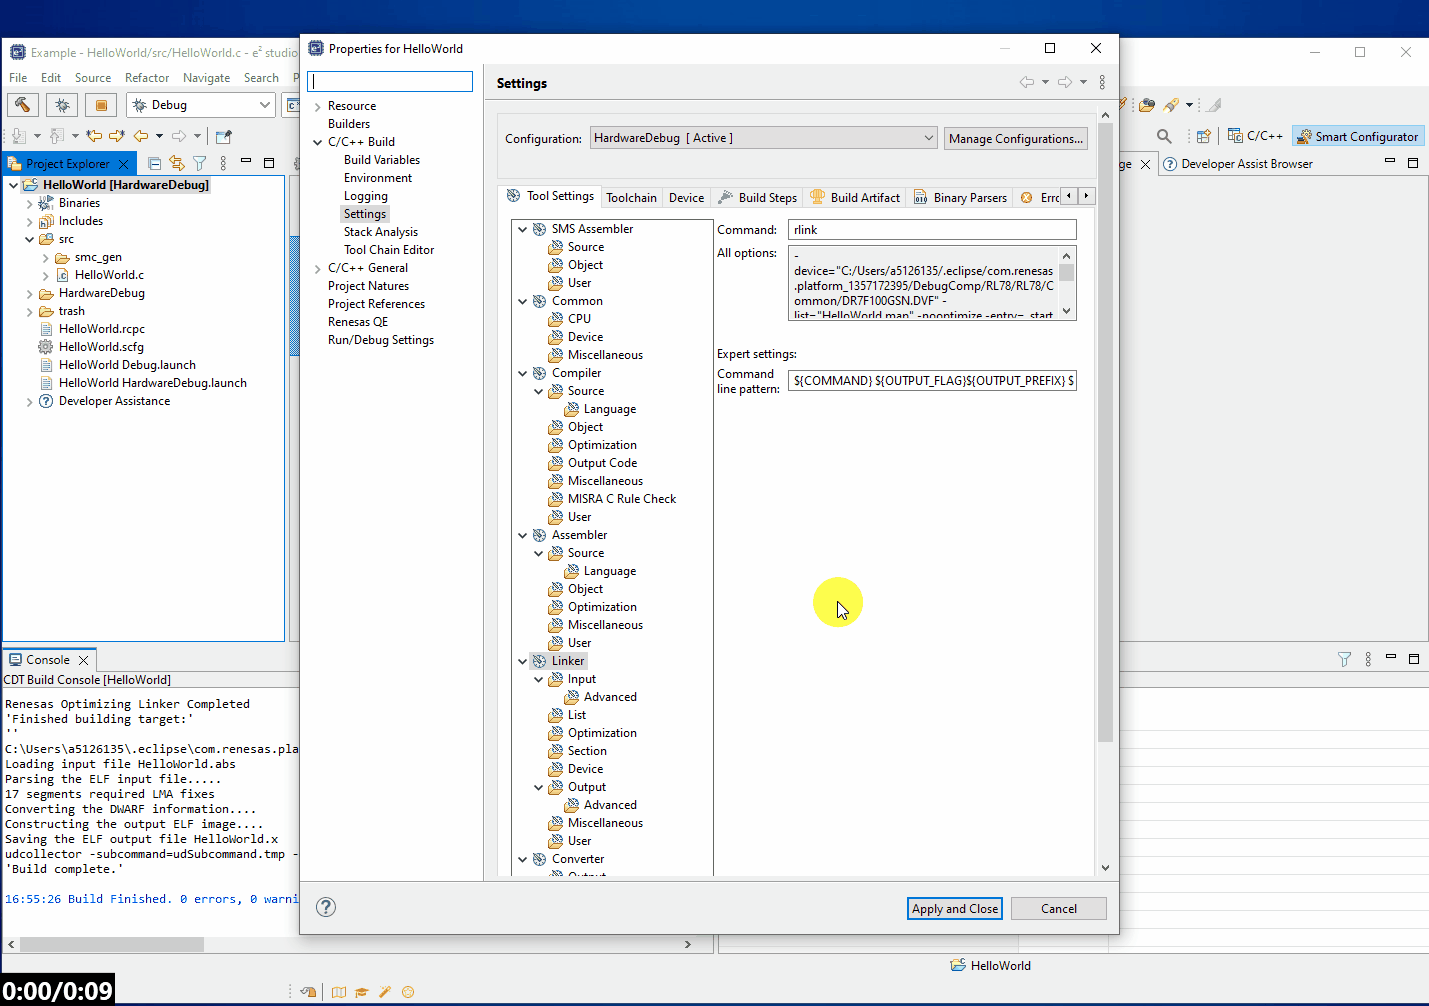 Example - HelloWorld/src/HelloWorld.c - e² studio
File Edit Source Refactor Navigate Search P
Debug
C/C++
Smart Configurator
Project Explorer
HelloWorld [HardwareDebug]
Binaries
Includes
src
smc_gen
HelloWorld.c
HardwareDebug
trash
HelloWorld.rcpc
HelloWorld.scfg
HelloWorld Debug.launch
HelloWorld HardwareDebug.launch
Developer Assistance
Properties for HelloWorld
Resource
Builders
C/C++ Build
Build Variables
Environment
Logging
Settings
Stack Analysis
Tool Chain Editor
C/C++ General
Project Natures
Project References
Renesas QE
Run/Debug Settings
Settings
Configuration: HardwareDebug [ Active ] Manage Configurations...
Tool Settings Toolchain Device Build Steps Build Artifact Binary Parsers Erro
SMS Assembler
Source
Object
User
Common
CPU
Device
Miscellaneous
Compiler
Source
Language
Object
Optimization
Output Code
Miscellaneous
MISRA C Rule Check
User
Assembler
Source
Language
Object
Optimization
Miscellaneous
User
Linker
Input
Advanced
List
Optimization
Section
Device
Output
Advanced
Miscellaneous
User
Converter
Output
Command: rlink
All options: -
device="C:/Users/a5126135/.eclipse/com.renesas
.platform_1357172395/DebugComp/RL78/RL78/C
ommon/DR7F100GSN.DVF" -
list="HelloWorld.map" -nooptimize -entry=_start
Expert settings:
Command
line pattern: ${COMMAND} ${OUTPUT_FLAG}${OUTPUT_PREFIX} $
Apply and Close Cancel
ge
Developer Assist Browser
Console
CDT Build Console [HelloWorld]
Renesas Optimizing Linker Completed
'Finished building target:'
' '
C:\Users\a5126135\.eclipse\com.renesas.pla
Loading input file HelloWorld.abs
Parsing the ELF input file.....
17 segments required LMA fixes
Converting the DWARF information....
Constructing the output ELF image....
Saving the ELF output file HelloWorld.x
udcollector -subcommand=udSubcommand.tmp -
'Build complete.'
16:55:26 Build Finished. 0 errors, 0 warni
HelloWorld
0:00/0:09